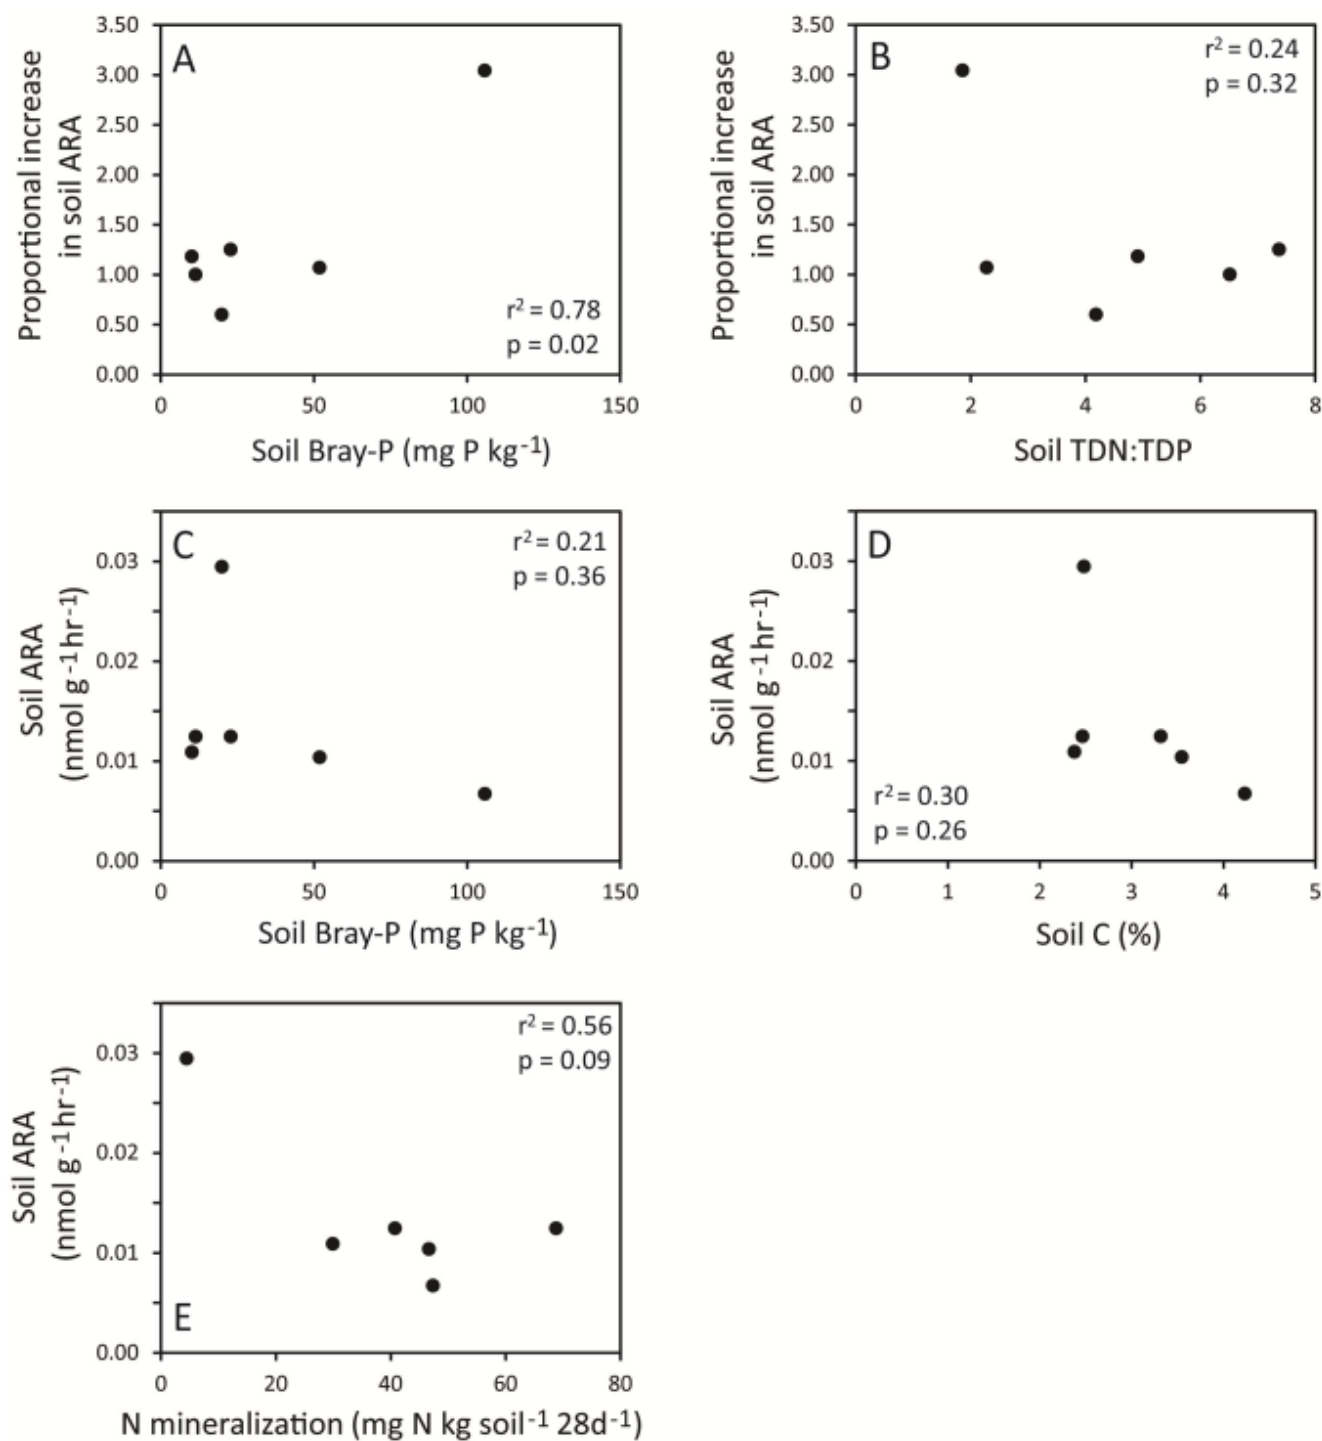 A
Proportional increase
in soil ARA
3.50
3.00
2.50
2.00
1.50
1.00
0.50
0.00
r² = 0.78
p = 0.02
0 50 100 150
Soil Bray-P (mg P kg⁻¹)
B
Proportional increase
in soil ARA
3.50
3.00
2.50
2.00
1.50
1.00
0.50
0.00
r² = 0.24
p = 0.32
0 2 4 6 8
Soil TDN:TDP
C
Soil ARA
(nmol g⁻¹hr⁻¹)
0.03
0.02
0.01
0.00
r² = 0.21
p = 0.36
0 50 100 150
Soil Bray-P (mg P kg⁻¹)
D
Soil ARA
(nmol g⁻¹hr⁻¹)
0.03
0.02
0.01
0.00
r² = 0.30
p = 0.26
0 1 2 3 4 5
Soil C (%)
Soil ARA
(nmol g⁻¹hr⁻¹)
0.03
0.02
0.01
0.00
r² = 0.56
p = 0.09
E
0 20 40 60 80
N mineralization (mg N kg soil⁻¹ 28d⁻¹)